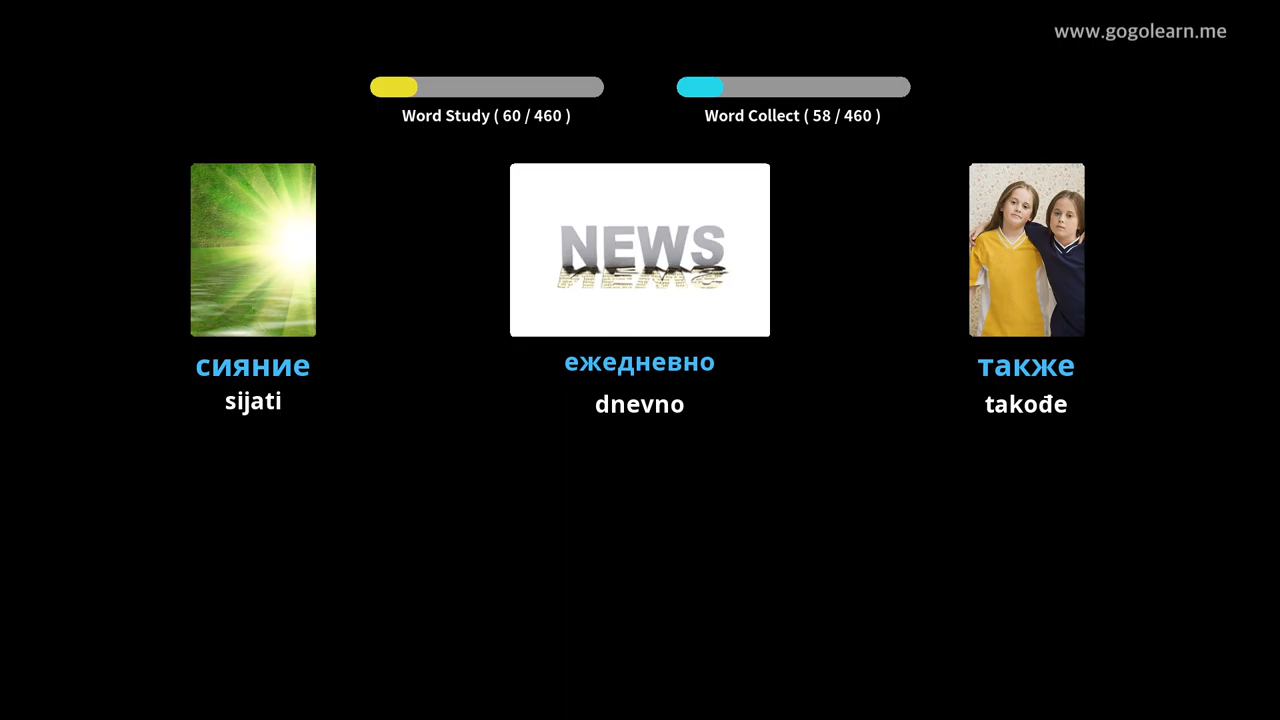 www.gogolearn.me
Word Study ( 60 / 460 )
Word Collect ( 58 / 460 )
NEWS
сияние
ежедневно
также
sijati
dnevno
takođe